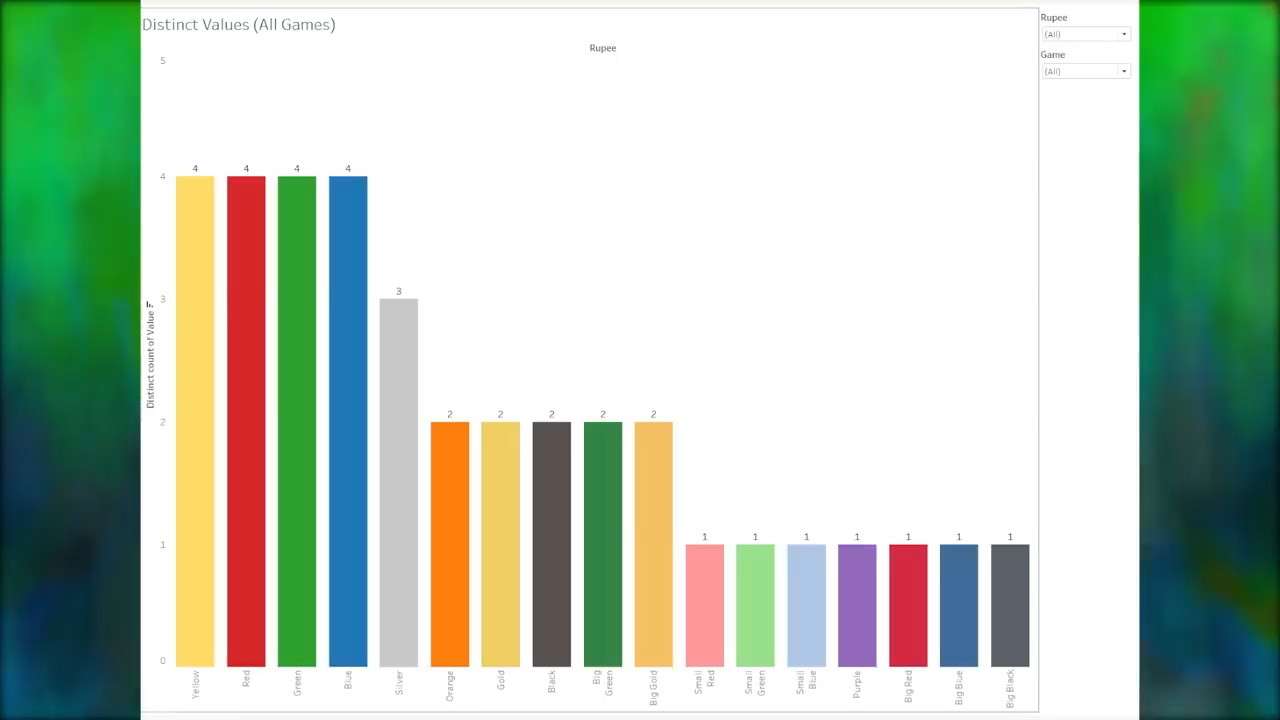 Distinct Values (All Games)
Rupee
5
4
3
2
1
0
Distinct count of Value
4
4
4
4
3
2
2
2
2
2
1
1
1
1
1
1
1
Yellow
Red
Green
Blue
Silver
Orange
Gold
Black
Big
Green
Big Gold
Small
Red
Small
Green
Small
Blue
Purple
Big Red
Big Blue
Big Black
Rupee
(All)
Game
(All)